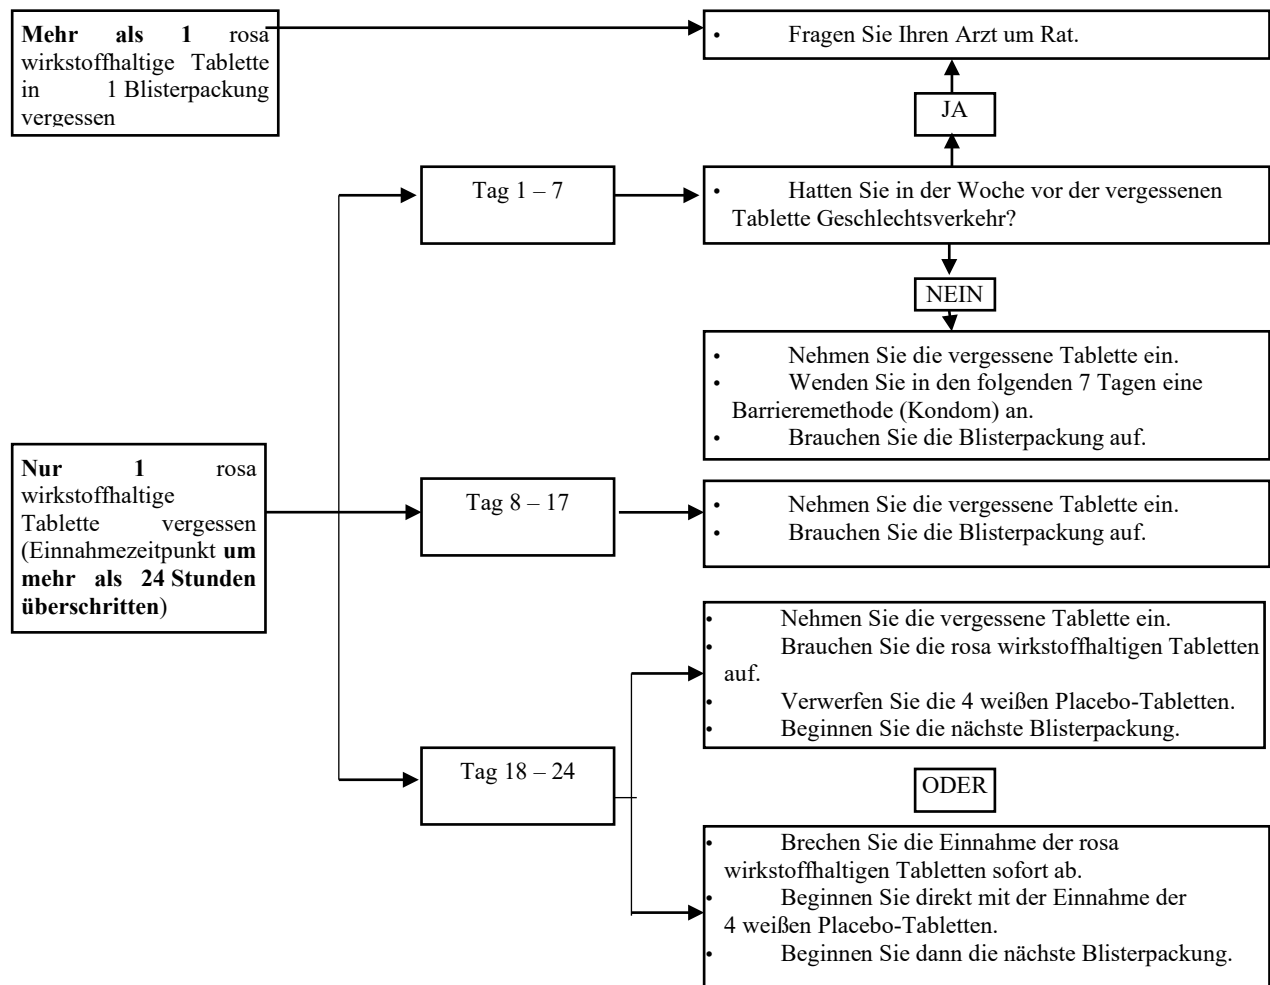 Mehr als 1 rosa
wirkstoffhaltige Tablette
in 1 Blisterpackung
vergessen
• Fragen Sie Ihren Arzt um Rat.
JA
Tag 1 – 7
• Hatten Sie in der Woche vor der vergessenen
Tablette Geschlechtsverkehr?
NEIN
• Nehmen Sie die vergessene Tablette ein.
• Wenden Sie in den folgenden 7 Tagen eine
Barrieremethode (Kondom) an.
• Brauchen Sie die Blisterpackung auf.
Nur 1 rosa
wirkstoffhaltige
Tablette vergessen
(Einnahmezeitpunkt um
mehr als 24 Stunden
überschritten)
Tag 8 – 17
• Nehmen Sie die vergessene Tablette ein.
• Brauchen Sie die Blisterpackung auf.
Tag 18 – 24
• Nehmen Sie die vergessene Tablette ein.
• Brauchen Sie die rosa wirkstoffhaltigen Tabletten
auf.
• Verwerfen Sie die 4 weißen Placebo-Tabletten.
• Beginnen Sie die nächste Blisterpackung.
ODER
• Brechen Sie die Einnahme der rosa
wirkstoffhaltigen Tabletten sofort ab.
• Beginnen Sie direkt mit der Einnahme der
4 weißen Placebo-Tabletten.
• Beginnen Sie dann die nächste Blisterpackung.